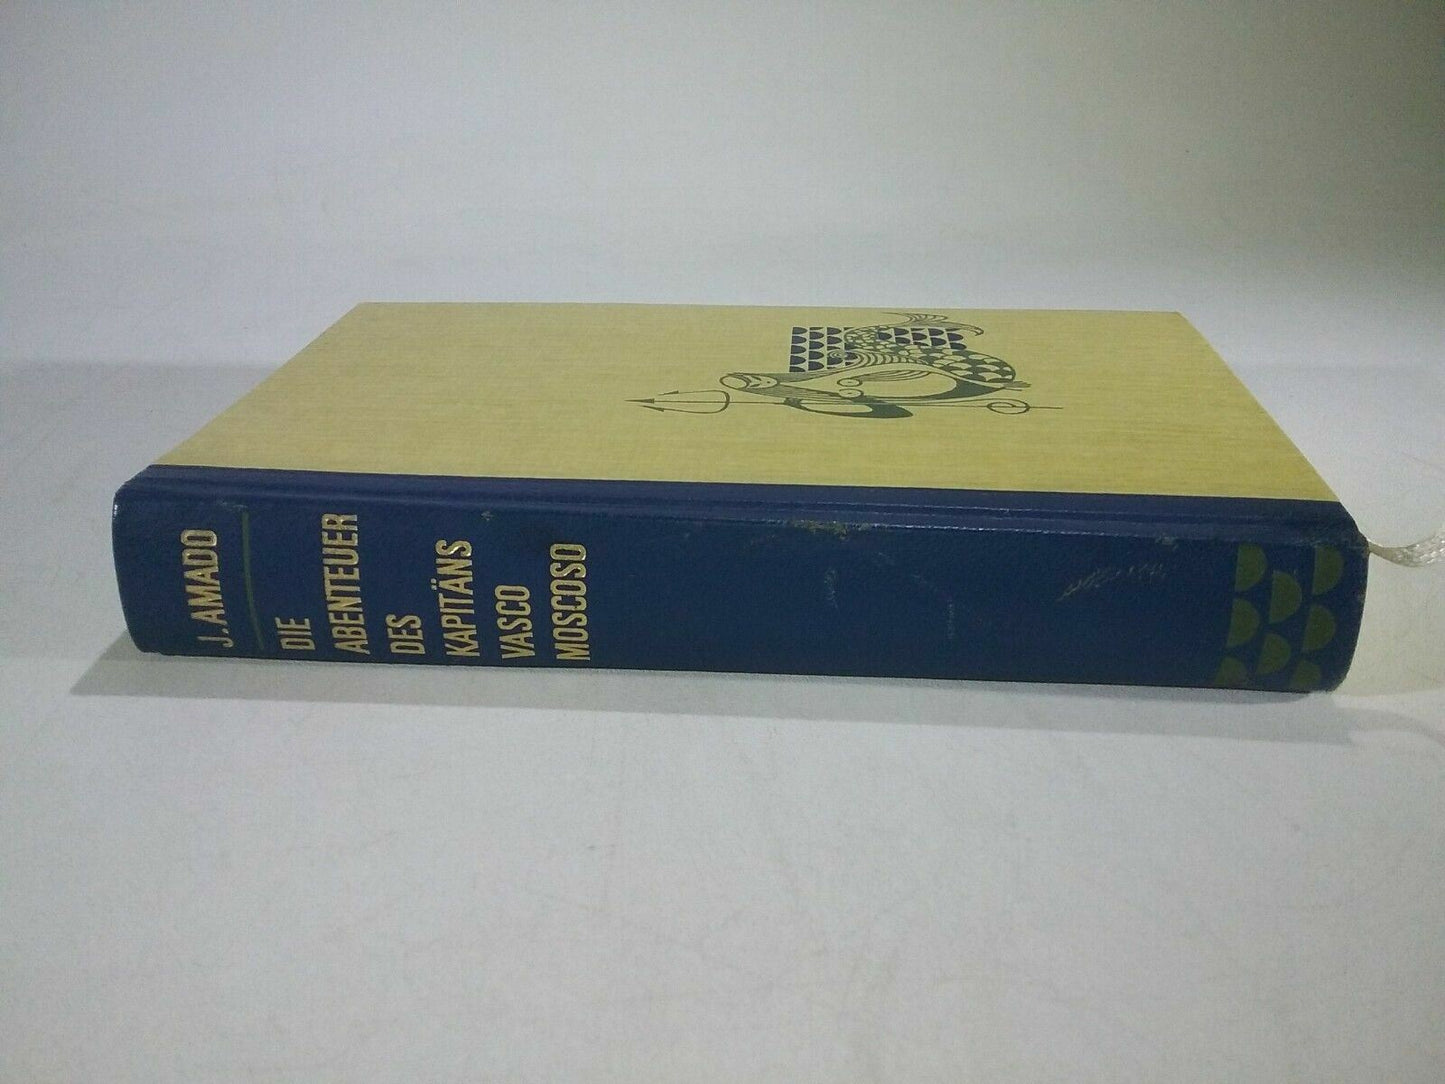 J. AMADO
DIE
ABENTEUER
DES
KAPITÄNS
VASCO
MOSCOSO